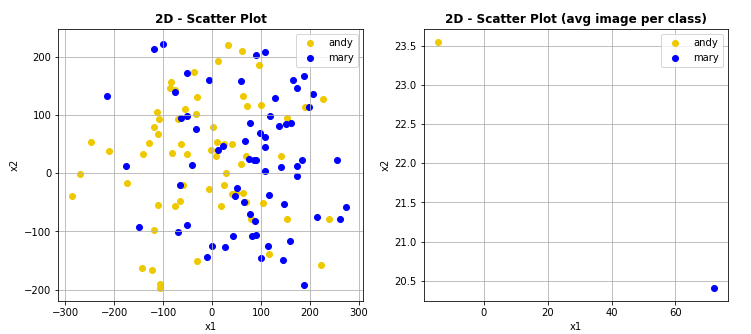 2D - Scatter Plot
andy
mary
200
100
0
−100
−200
x2
−300
−200
−100
0
100
200
300
x1
2D - Scatter Plot (avg image per class)
andy
mary
23.5
23.0
22.5
22.0
21.5
21.0
20.5
x2
0
20
40
60
x1